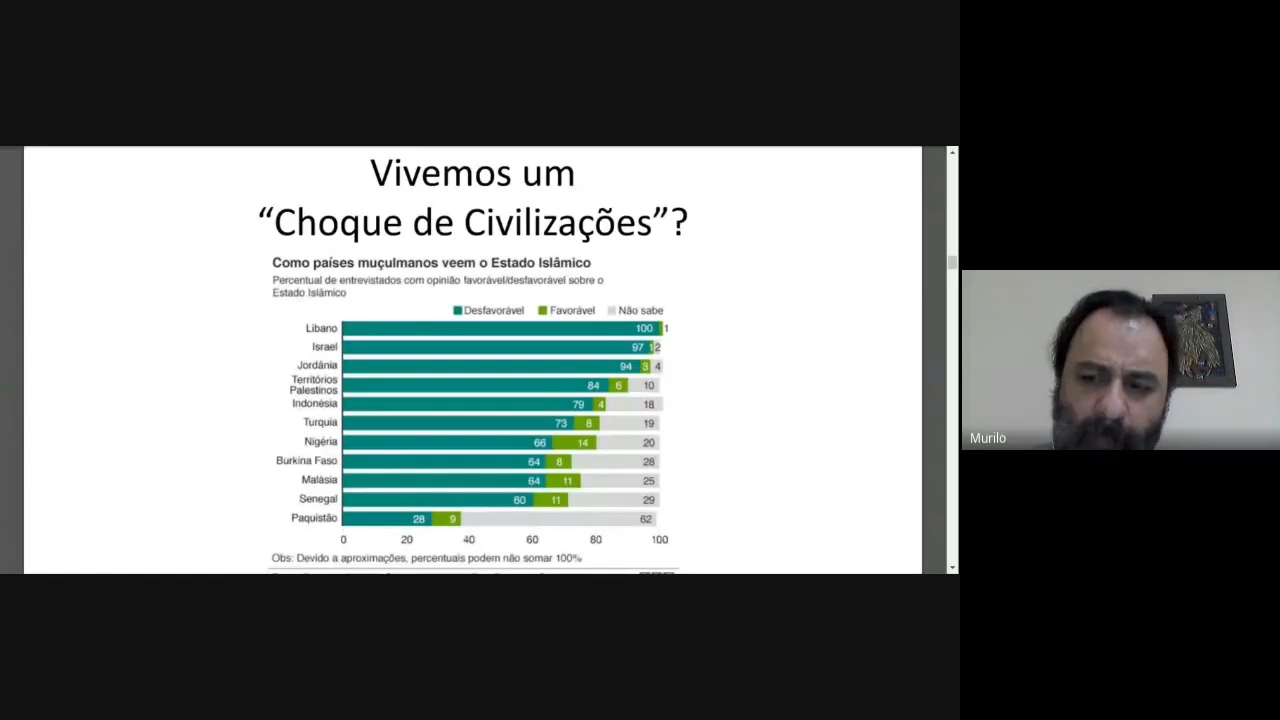 Vivemos um
“Choque de Civilizações”?
Como países muçulmanos veem o Estado Islâmico
Percentual de entrevistados com opinião favorável/desfavorável sobre o
Estado Islâmico
Desfavorável Favorável Não sabe
Líbano 100 1
Israel 97 1 2
Jordânia 94 3 4
Territórios
Palestinos 84 6 10
Indonésia 79 4 18
Turquia 73 8 19
Nigéria 66 14 20
Burkina Faso 64 8 28
Malásia 64 11 25
Senegal 60 11 29
Paquistão 28 9 62
0 20 40 60 80 100
Obs: Devido a aproximações, percentuais podem não somar 100%
Murilo